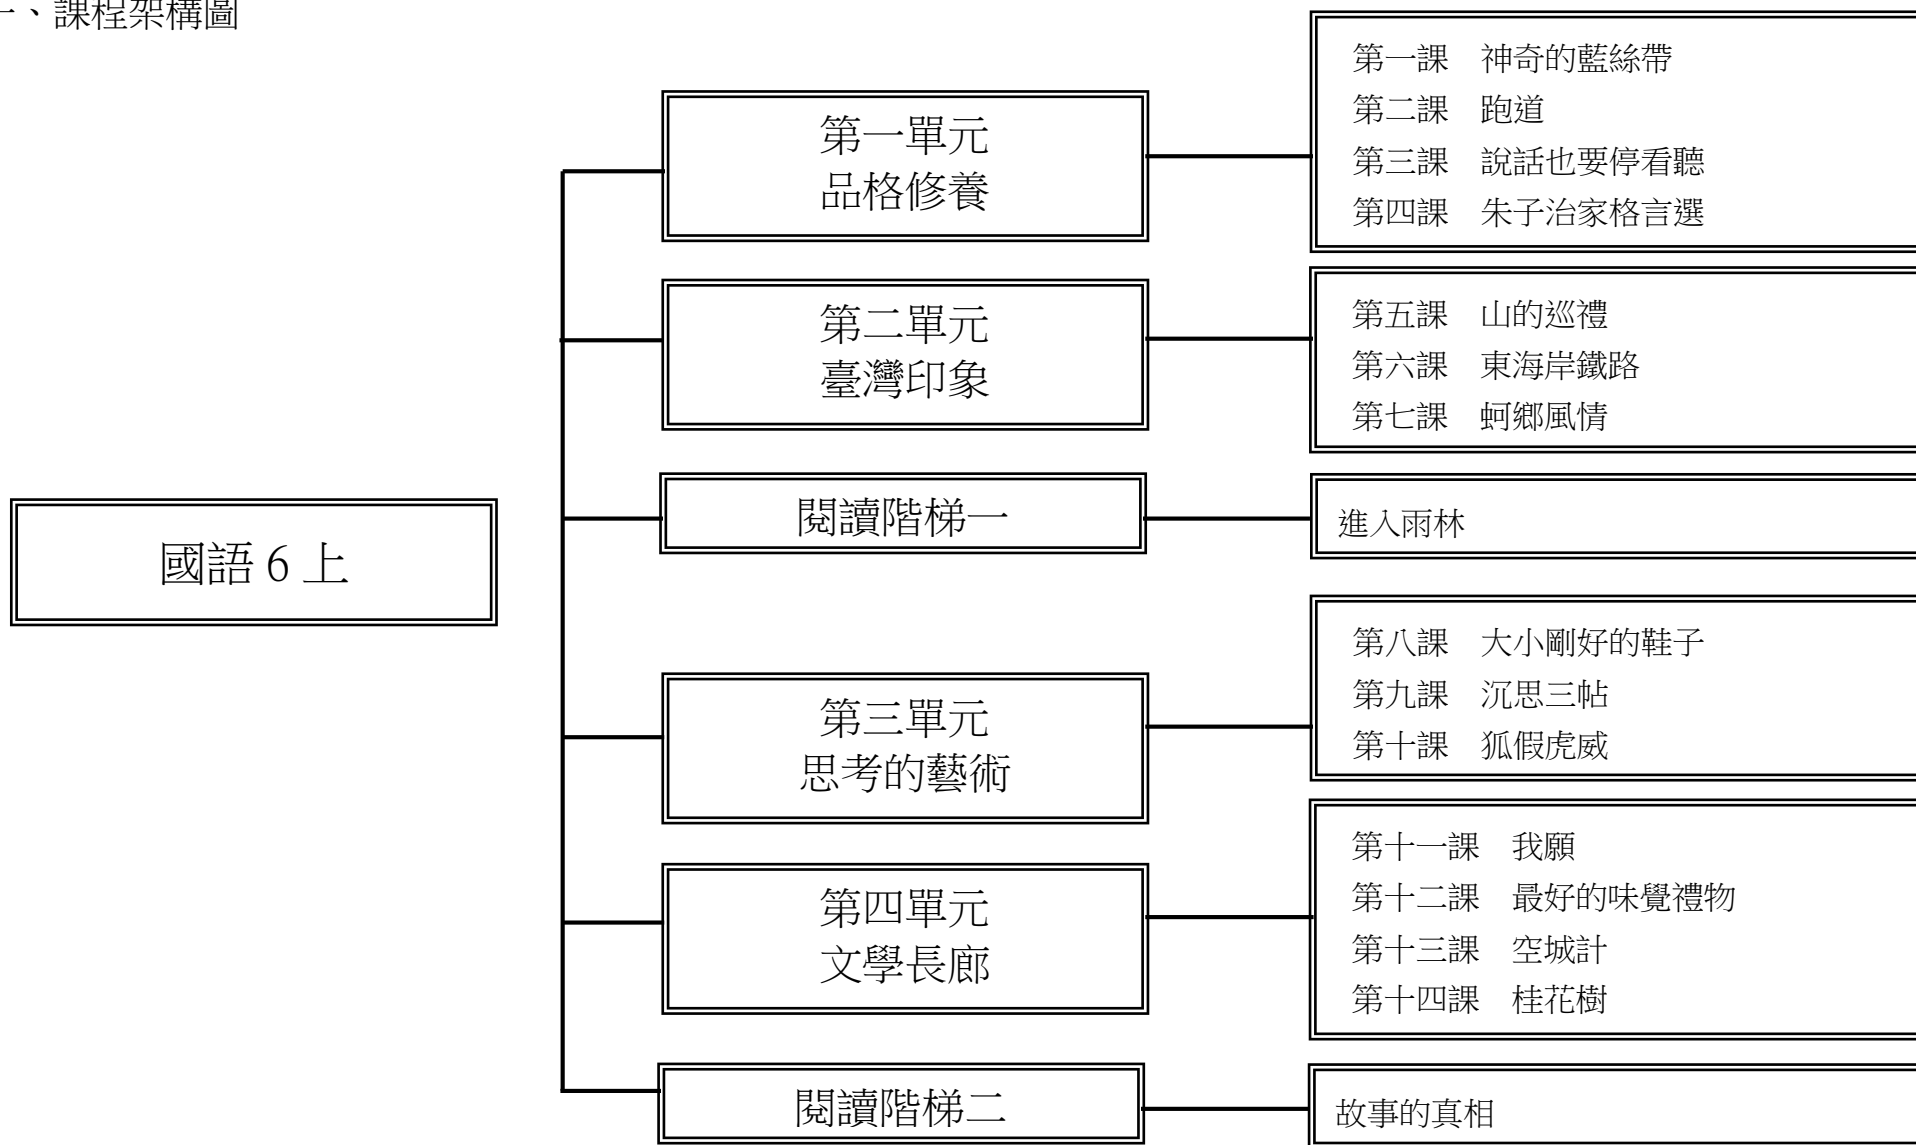 一、課程架構圖
國語 6 上
第一單元
品格修養
第一課　神奇的藍絲帶
第二課　跑道
第三課　說話也要停看聽
第四課　朱子治家格言選
第二單元
臺灣印象
第五課　山的巡禮
第六課　東海岸鐵路
第七課　蚵鄉風情
閱讀階梯一
進入雨林
第三單元
思考的藝術
第八課　大小剛好的鞋子
第九課　沉思三帖
第十課　狐假虎威
第四單元
文學長廊
第十一課　我願
第十二課　最好的味覺禮物
第十三課　空城計
第十四課　桂花樹
閱讀階梯二
故事的真相